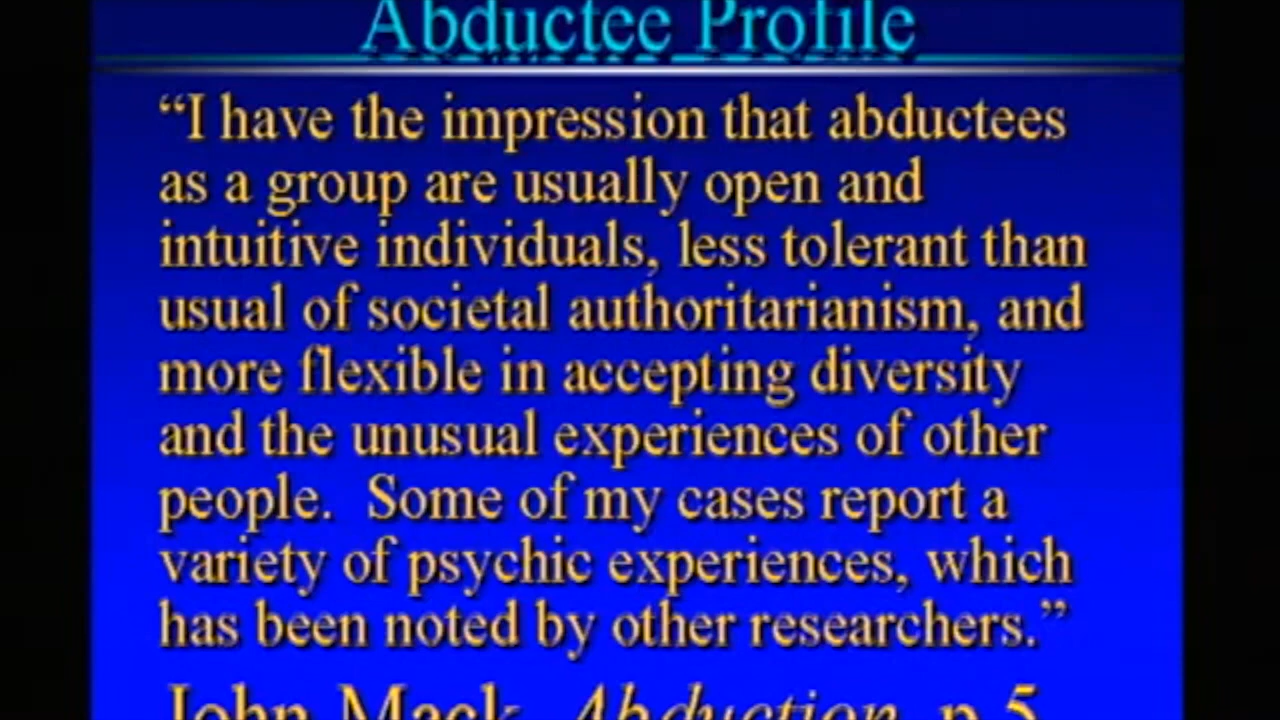 Abductee Profile
“I have the impression that abductees
as a group are usually open and
intuitive individuals, less tolerant than
usual of societal authoritarianism, and
more flexible in accepting diversity
and the unusual experiences of other
people.  Some of my cases report a
variety of psychic experiences, which
has been noted by other researchers.”
John Mack, Abduction, p.5